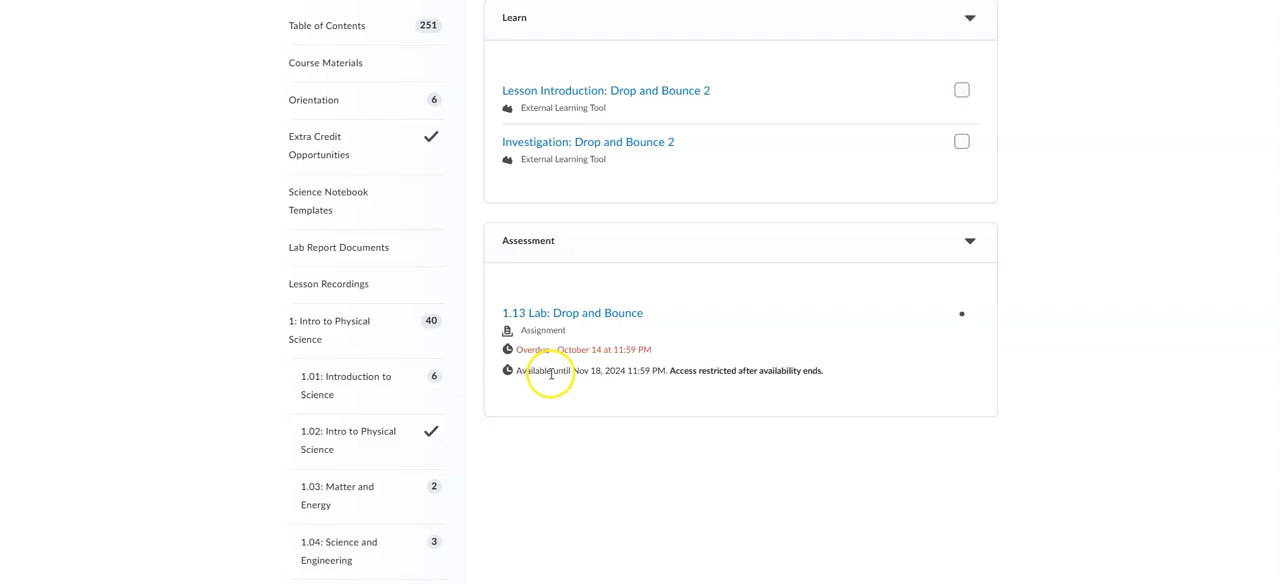 Table of Contents 251
Course Materials
Orientation 6
Extra Credit
Opportunities
Science Notebook
Templates
Lab Report Documents
Lesson Recordings
1: Intro to Physical 40
Science
1.01: Introduction to 6
Science
1.02: Intro to Physical
Science
1.03: Matter and 2
Energy
1.04: Science and 3
Engineering
Learn
Lesson Introduction: Drop and Bounce 2
External Learning Tool
Investigation: Drop and Bounce 2
External Learning Tool
Assessment
1.13 Lab: Drop and Bounce
Assignment
Overdue - October 14 at 11:59 PM
Available until Nov 18, 2024 11:59 PM. Access restricted after availability ends.